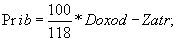 Prib = 100/118 * Doxod − Zatr;